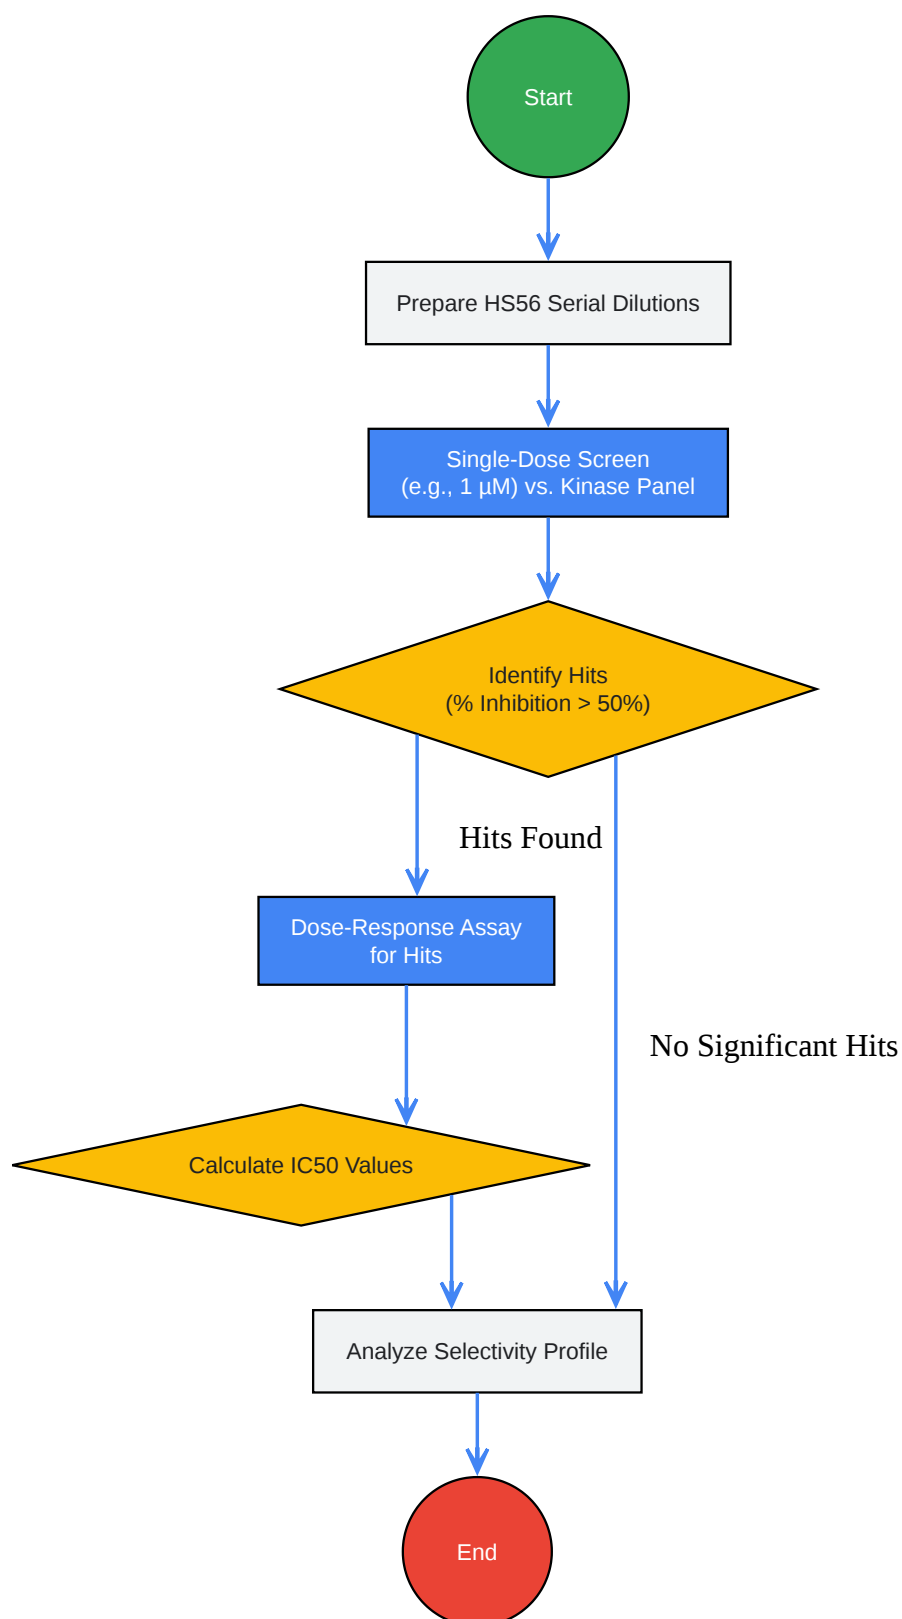 Start
Prepare HS56 Serial Dilutions
Single-Dose Screen
(e.g., 1 µM) vs. Kinase Panel
Identify Hits
(% Inhibition > 50%)
Hits Found
Dose-Response Assay
for Hits
No Significant Hits
Calculate IC50 Values
Analyze Selectivity Profile
End